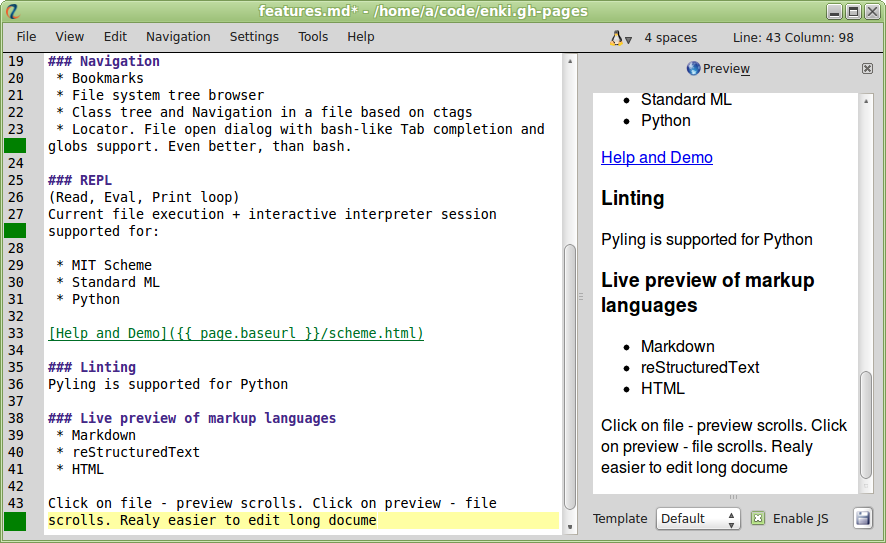 features.md* - /home/a/code/enki.gh-pages
File View Edit Navigation Settings Tools Help 4 spaces Line: 43 Column: 98
19 ### Navigation
20  * Bookmarks
21  * File system tree browser
22  * Class tree and Navigation in a file based on ctags
23  * Locator. File open dialog with bash-like Tab completion and
globs support. Even better, than bash.
24
25 ### REPL
26 (Read, Eval, Print loop)
27 Current file execution + interactive interpreter session
supported for:
28
29  * MIT Scheme
30  * Standard ML
31  * Python
32
33 [Help and Demo]({{ page.baseurl }}/scheme.html)
34
35 ### Linting
36 Pyling is supported for Python
37
38 ### Live preview of markup languages
39  * Markdown
40  * reStructuredText
41  * HTML
42
43 Click on file - preview scrolls. Click on preview - file
scrolls. Realy easier to edit long docume
Preview
• Standard ML
• Python
Help and Demo
Linting
Pyling is supported for Python
Live preview of markup
languages
• Markdown
• reStructuredText
• HTML
Click on file - preview scrolls. Click
on preview - file scrolls. Realy
easier to edit long docume
Template Default Enable JS